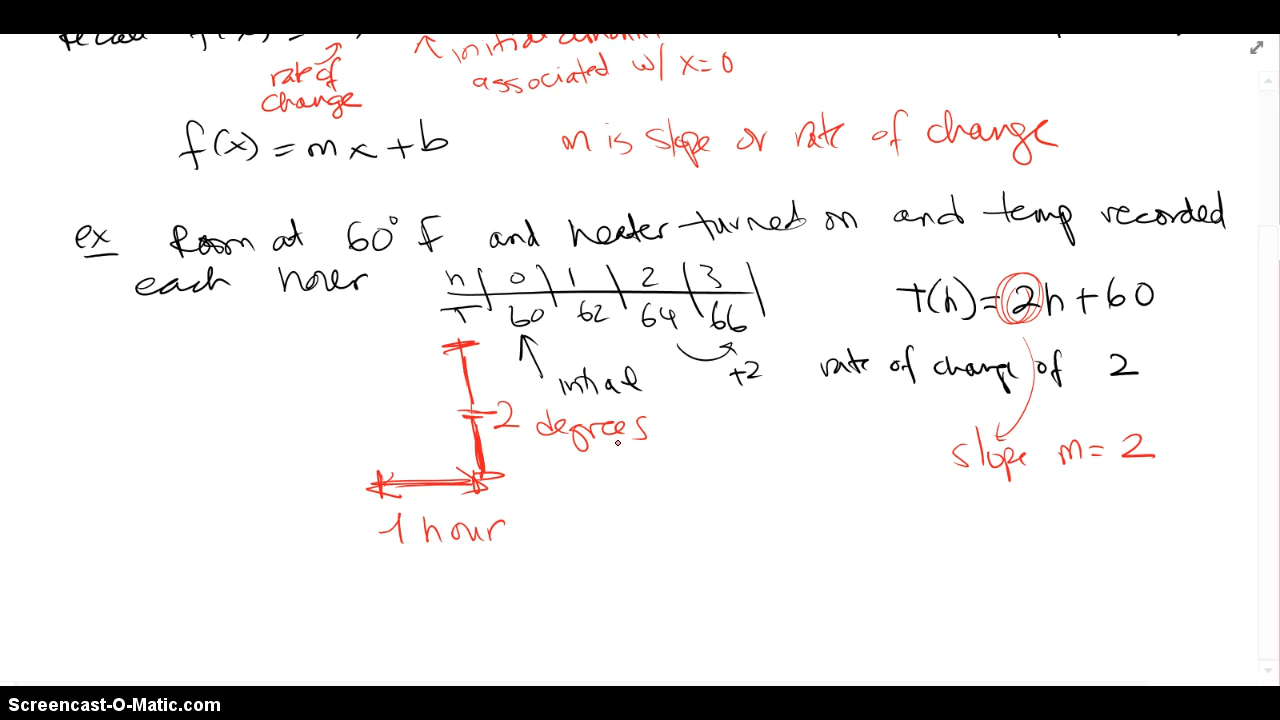 rate of
change
initial
associated w/ x=0
f(x) = mx + b
m is slope or rate of change
ex Room at 60° F and heater turned on and temp recorded
each hour
h | 0 | 1 | 2 | 3
T 60 62 64 66
T(h) = 2h + 60
initial
+2
rate of change of 2
2 degrees
slope m = 2
1 hour
Screencast-O-Matic.com